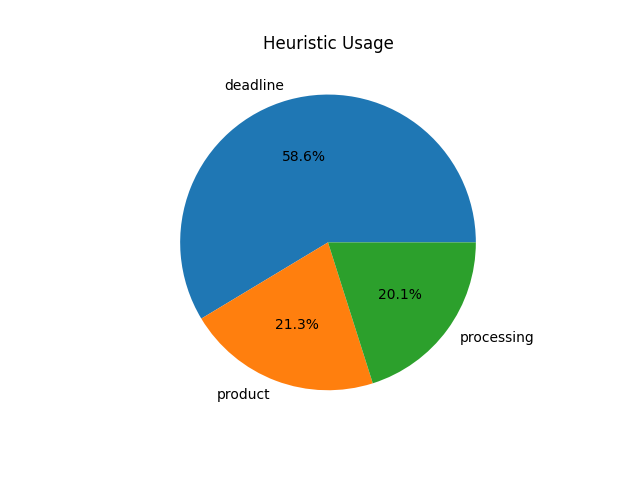 Heuristic Usage
deadline
58.6%
20.1%
21.3%
processing
product